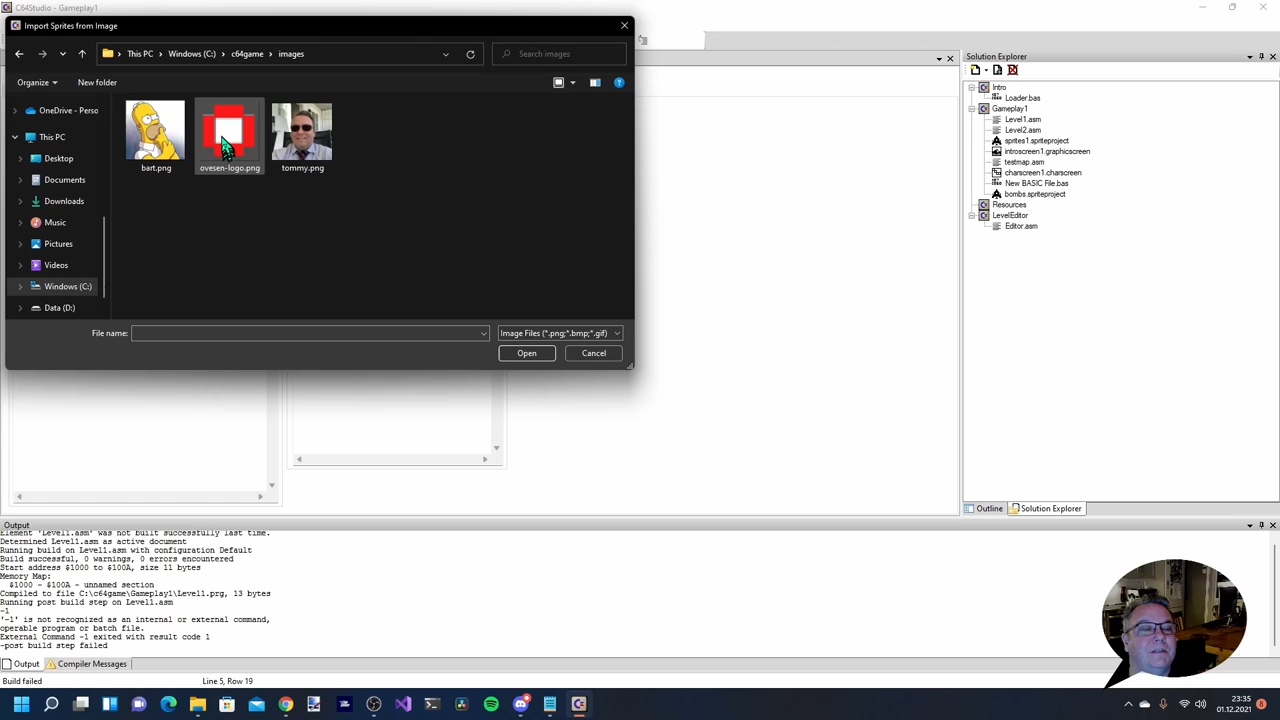 C64Studio - Gameplay1
Import Sprites from Image
This PC
Windows (C:)
c64game
images
Search images
Organize
New folder
OneDrive - Perso
This PC
Desktop
Documents
Downloads
Music
Pictures
Videos
Windows (C:)
Data (D:)
bart.png
ovesen-logo.png
tommy.png
File name:
Image Files (*.png;*.bmp;*.gif)
Open
Cancel
Solution Explorer
Intro
Loader.bas
Gameplay1
Level1.asm
Level2.asm
sprites1.spriteproject
introscreen1.graphicscreen
testmap.asm
charscreen1.charscreen
New BASIC File.bas
bombs.spriteproject
Resources
LevelEditor
Editor.asm
Outline
Solution Explorer
Output
Element 'Level1.asm' was not built successfully last time.
Determined Level1.asm as active document
Running build on Level1.asm with configuration Default
Build successful, 0 warnings, 0 errors encountered
Start address $1000 to $100A, size 11 bytes
Memory Map:
$1000 - $100A - unnamed section
Compiled to file C:\c64game\Gameplay1\Level1.prg, 13 bytes
Running post build step on Level1.asm
-1
'-1' is not recognized as an internal or external command,
operable program or batch file.
External Command -1 exited with result code 1
-post build step failed
Output
Compiler Messages
Build failed
Line 5, Row 19
23:35
01.12.2021